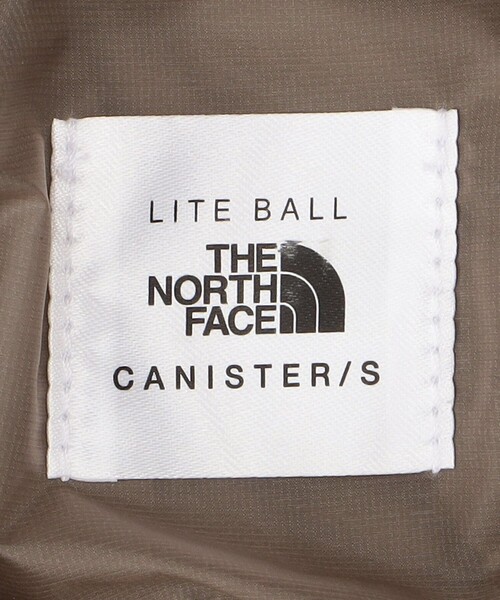 LITE BALL
THE
NORTH
FACE
CANISTER/S